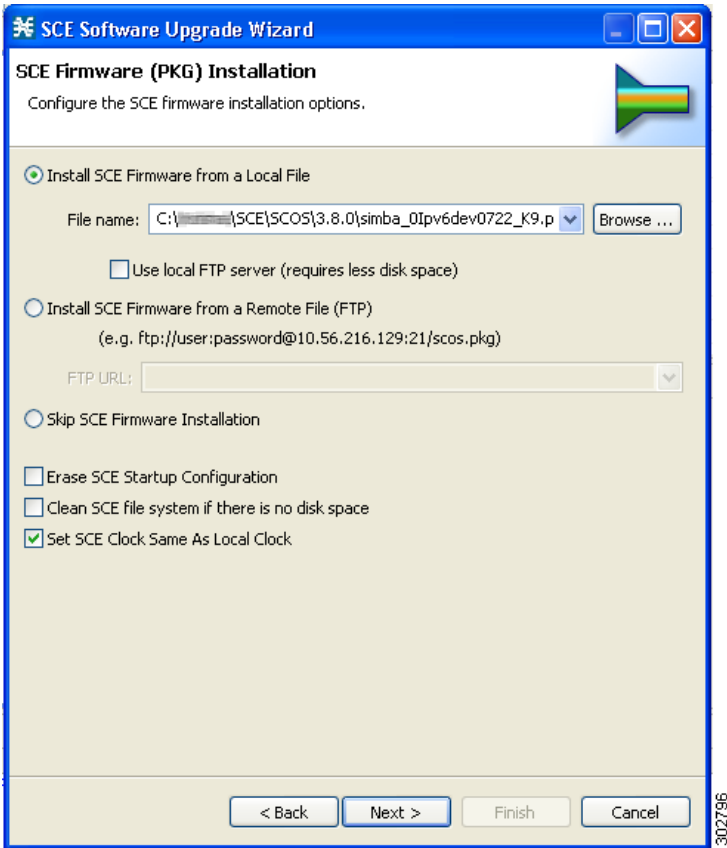 SCE Software Upgrade Wizard
SCE Firmware (PKG) Installation
Configure the SCE firmware installation options.
Install SCE Firmware from a Local File
File name: C:\ \SCE\SCOS\3.8.0\simba_0Ipv6dev0722_K9.p Browse ...
Use local FTP server (requires less disk space)
Install SCE Firmware from a Remote File (FTP)
(e.g. ftp://user:password@10.56.216.129:21/scos.pkg)
FTP URL:
Skip SCE Firmware Installation
Erase SCE Startup Configuration
Clean SCE file system if there is no disk space
Set SCE Clock Same As Local Clock
< Back Next > Finish Cancel
302796